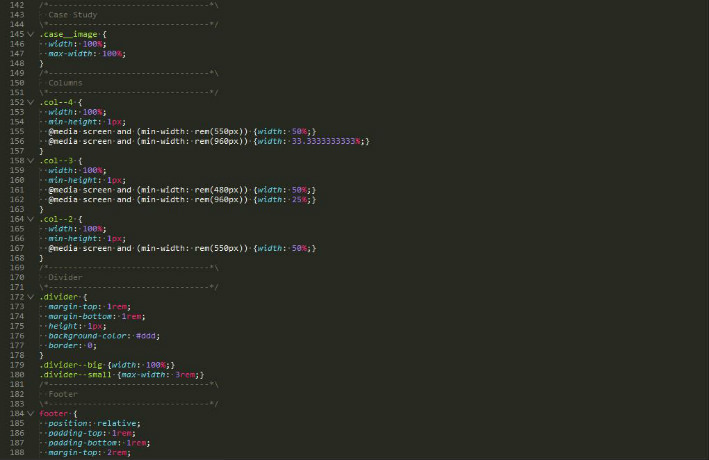 142 /*---------------------------------*\
143   Case Study
144 \*---------------------------------*/
145 .case__image {
146   width: 100%;
147   max-width: 100%;
148 }
149 /*---------------------------------*\
150   Columns
151 \*---------------------------------*/
152 .col--4 {
153   width: 100%;
154   min-height: 1px;
155   @media screen and (min-width: rem(550px)) {width: 50%;}
156   @media screen and (min-width: rem(960px)) {width: 33.3333333333%;}
157 }
158 .col--3 {
159   width: 100%;
160   min-height: 1px;
161   @media screen and (min-width: rem(480px)) {width: 50%;}
162   @media screen and (min-width: rem(960px)) {width: 25%;}
163 }
164 .col--2 {
165   width: 100%;
166   min-height: 1px;
167   @media screen and (min-width: rem(550px)) {width: 50%;}
168 }
169 /*---------------------------------*\
170   Divider
171 \*---------------------------------*/
172 .divider {
173   margin-top: 1rem;
174   margin-bottom: 1rem;
175   height: 1px;
176   background-color: #ddd;
177   border: 0;
178 }
179 .divider--big {width: 100%;}
180 .divider--small {max-width: 3rem;}
181 /*---------------------------------*\
182   Footer
183 \*---------------------------------*/
184 footer {
185   position: relative;
186   padding-top: 1rem;
187   padding-bottom: 1rem;
188   margin-top: 2rem;